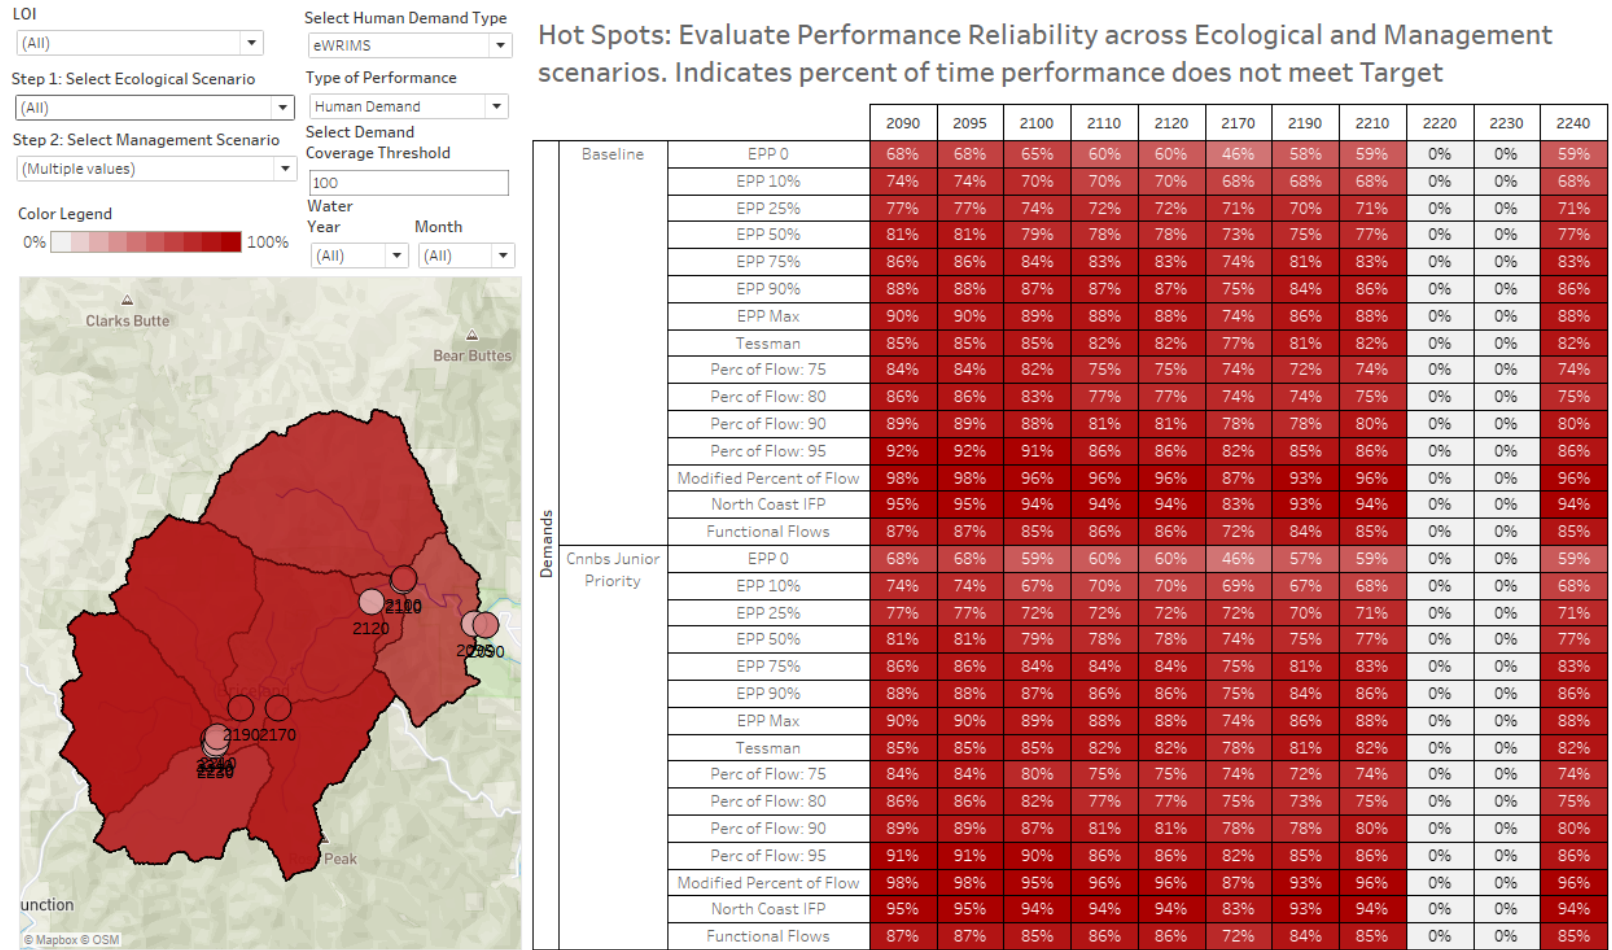 LOI
(All)
Step 1: Select Ecological Scenario
(All)
Step 2: Select Management Scenario
(Multiple values)
Color Legend
0% 100%
Select Human Demand Type
eWRIMS
Type of Performance
Human Demand
Select Demand
Coverage Threshold
100
Water
Year Month
(All) (All)
Clarks Butte
Bear Buttes
2100
2110
2120
2090
2190 2170
2230
Peak
unction
© Mapbox © OSM
Hot Spots: Evaluate Performance Reliability across Ecological and Management
scenarios. Indicates percent of time performance does not meet Target
2090 2095 2100 2110 2120 2170 2190 2210 2220 2230 2240
Demands
Baseline
EPP 0 68% 68% 65% 60% 60% 46% 58% 59% 0% 0% 59%
EPP 10% 74% 74% 70% 70% 70% 68% 68% 68% 0% 0% 68%
EPP 25% 77% 77% 74% 72% 72% 71% 70% 71% 0% 0% 71%
EPP 50% 81% 81% 79% 78% 78% 73% 75% 77% 0% 0% 77%
EPP 75% 86% 86% 84% 83% 83% 74% 81% 83% 0% 0% 83%
EPP 90% 88% 88% 87% 87% 87% 75% 84% 86% 0% 0% 86%
EPP Max 90% 90% 89% 88% 88% 74% 86% 88% 0% 0% 88%
Tessman 85% 85% 85% 82% 82% 77% 81% 82% 0% 0% 82%
Perc of Flow: 75 84% 84% 82% 75% 75% 74% 72% 74% 0% 0% 74%
Perc of Flow: 80 86% 86% 83% 77% 77% 74% 74% 75% 0% 0% 75%
Perc of Flow: 90 89% 89% 88% 81% 81% 78% 78% 80% 0% 0% 80%
Perc of Flow: 95 92% 92% 91% 86% 86% 82% 85% 86% 0% 0% 86%
Modified Percent of Flow 98% 98% 96% 96% 96% 87% 93% 96% 0% 0% 96%
North Coast IFP 95% 95% 94% 94% 94% 83% 93% 94% 0% 0% 94%
Functional Flows 87% 87% 85% 86% 86% 72% 84% 85% 0% 0% 85%
Cnnbs Junior
Priority
EPP 0 68% 68% 59% 60% 60% 46% 57% 59% 0% 0% 59%
EPP 10% 74% 74% 67% 70% 70% 69% 67% 68% 0% 0% 68%
EPP 25% 77% 77% 72% 72% 72% 72% 70% 71% 0% 0% 71%
EPP 50% 81% 81% 79% 78% 78% 74% 75% 77% 0% 0% 77%
EPP 75% 86% 86% 84% 84% 84% 75% 81% 83% 0% 0% 83%
EPP 90% 88% 88% 87% 86% 86% 75% 84% 86% 0% 0% 86%
EPP Max 90% 90% 89% 88% 88% 74% 86% 88% 0% 0% 88%
Tessman 85% 85% 85% 82% 82% 78% 81% 82% 0% 0% 82%
Perc of Flow: 75 84% 84% 80% 75% 75% 74% 72% 74% 0% 0% 74%
Perc of Flow: 80 86% 86% 82% 77% 77% 75% 73% 75% 0% 0% 75%
Perc of Flow: 90 89% 89% 87% 81% 81% 78% 78% 80% 0% 0% 80%
Perc of Flow: 95 91% 91% 90% 86% 86% 82% 85% 86% 0% 0% 86%
Modified Percent of Flow 98% 98% 95% 96% 96% 87% 93% 96% 0% 0% 96%
North Coast IFP 95% 95% 94% 94% 94% 83% 93% 94% 0% 0% 94%
Functional Flows 87% 87% 85% 86% 86% 72% 84% 85% 0% 0% 85%